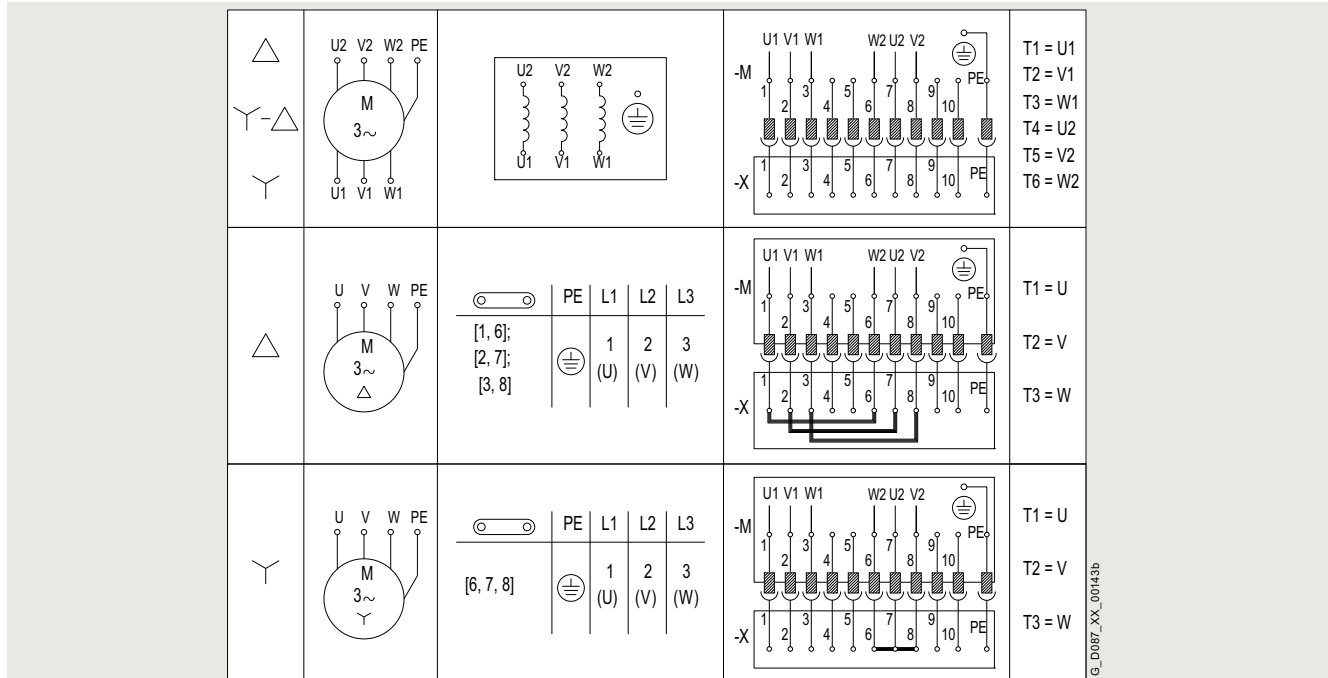 U2 V2 W2 PE
M
3~
U1 V1 W1
U2 V2 W2
U1 V1 W1
U1 V1 W1 W2 U2 V2
-M
PE
1 2 3 4 5 6 7 8 9 10
1 2 3 4 5 6 7 8 9 10 PE
-X
T1 = U1
T2 = V1
T3 = W1
T4 = U2
T5 = V2
T6 = W2
U V W PE
M
3~
PE L1 L2 L3
[1, 6];
[2, 7];
[3, 8]
1 2 3
(U) (V) (W)
U1 V1 W1 W2 U2 V2
-M
PE
1 2 3 4 5 6 7 8 9 10
1 2 3 4 5 6 7 8 9 10 PE
-X
T1 = U
T2 = V
T3 = W
U V W PE
M
3~
PE L1 L2 L3
[6, 7, 8]
1 2 3
(U) (V) (W)
U1 V1 W1 W2 U2 V2
-M
PE
1 2 3 4 5 6 7 8 9 10
1 2 3 4 5 6 7 8 9 10 PE
-X
T1 = U
T2 = V
T3 = W
G_D087_XX_00143b